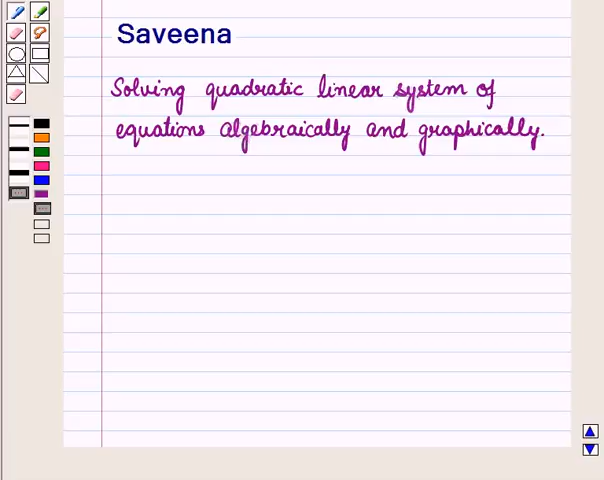 Saveena
Solving quadratic linear system of
equations algebraically and graphically.